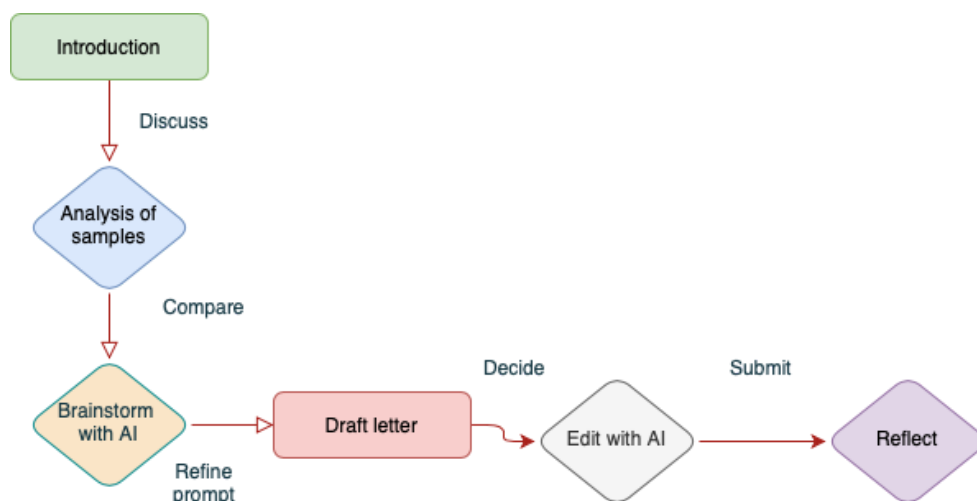 Introduction
Discuss
Analysis of
samples
Compare
Brainstorm
with AI
Refine
prompt
Draft letter
Decide
Edit with AI
Submit
Reflect